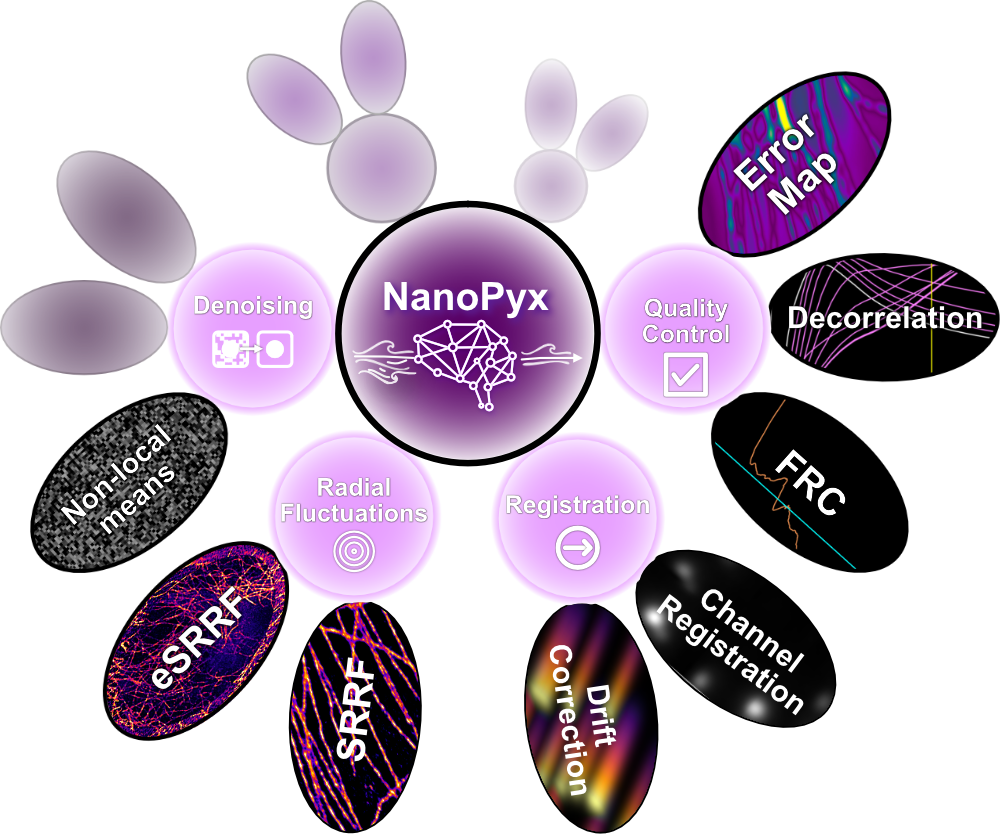 NanoPyx
Denoising
Non-local
means
Radial
Fluctuations
eSRRF
SRRF
Registration
Drift
Correction
Channel
Registration
Quality
Control
Error
Map
Decorrelation
FRC